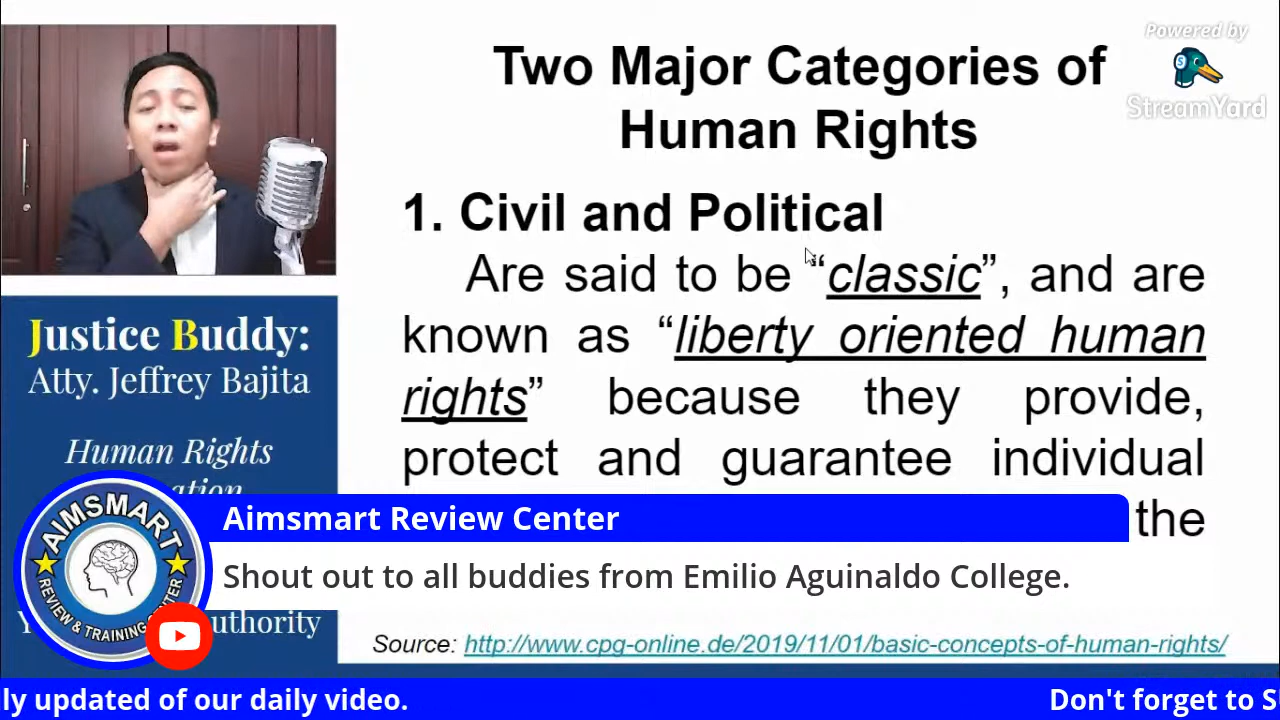 Powered by
StreamYard
Two Major Categories of
Human Rights
1. Civil and Political
Are said to be “classic”, and are
known as “liberty oriented human
rights” because they provide,
protect and guarantee individual
the
Source: http://www.cpg-online.de/2019/11/01/basic-concepts-of-human-rights/
Justice Buddy:
Atty. Jeffrey Bajita
Human Rights
AIMSMART
REVIEW & TRAINING CENTER
Aimsmart Review Center
Shout out to all buddies from Emilio Aguinaldo College.
ly updated of our daily video.
Don't forget to S